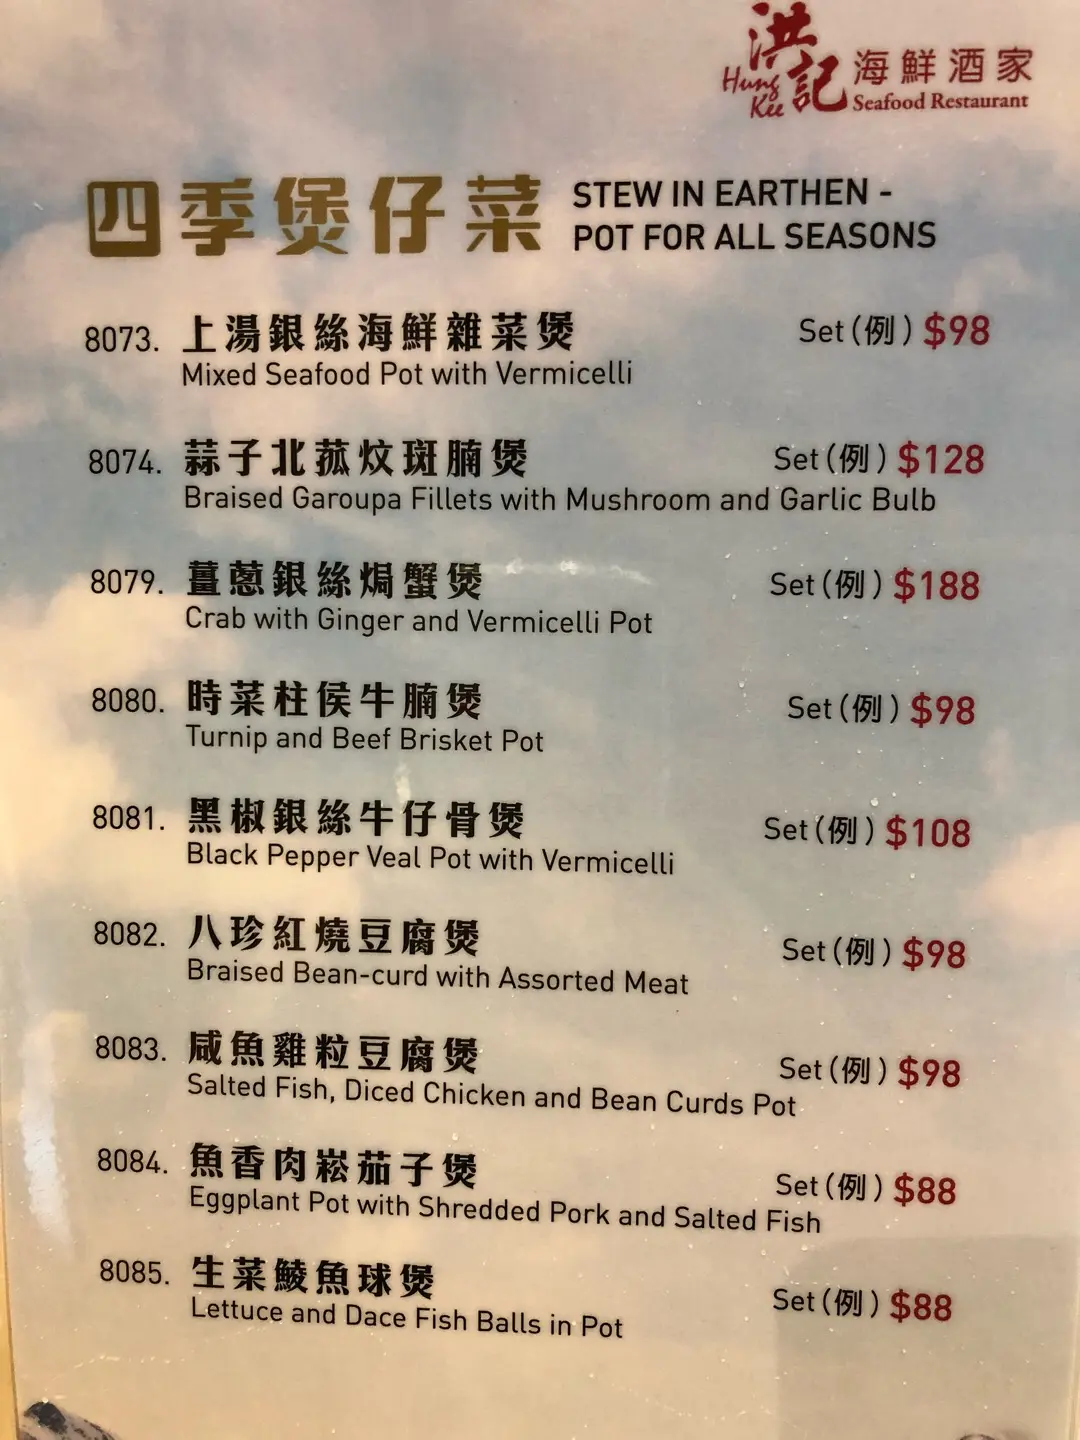 洪記 海鮮酒家
Hung Kee Seafood Restaurant
四季煲仔菜 STEW IN EARTHEN -
POT FOR ALL SEASONS
8073. 上湯銀絲海鮮雜菜煲 Set(例) $98
Mixed Seafood Pot with Vermicelli
8074. 蒜子北菰炆斑腩煲 Set(例) $128
Braised Garoupa Fillets with Mushroom and Garlic Bulb
8079. 薑蔥銀絲焗蟹煲 Set(例) $188
Crab with Ginger and Vermicelli Pot
8080. 時菜柱侯牛腩煲 Set(例) $98
Turnip and Beef Brisket Pot
8081. 黑椒銀絲牛仔骨煲 Set(例) $108
Black Pepper Veal Pot with Vermicelli
8082. 八珍紅燒豆腐煲 Set(例) $98
Braised Bean-curd with Assorted Meat
8083. 咸魚雞粒豆腐煲 Set(例) $98
Salted Fish, Diced Chicken and Bean Curds Pot
8084. 魚香肉崧茄子煲 Set(例) $88
Eggplant Pot with Shredded Pork and Salted Fish
8085. 生菜鯪魚球煲 Set(例) $88
Lettuce and Dace Fish Balls in Pot